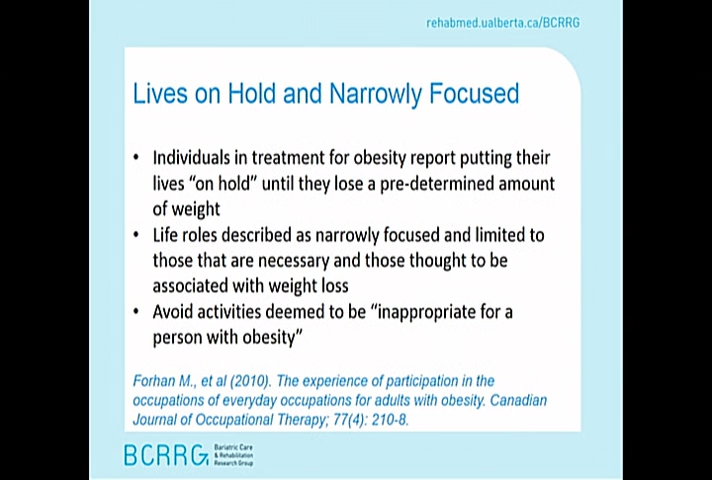 rehabmed.ualberta.ca/BCRRG
Lives on Hold and Narrowly Focused
• Individuals in treatment for obesity report putting their
lives “on hold” until they lose a pre-determined amount
of weight
• Life roles described as narrowly focused and limited to
those that are necessary and those thought to be
associated with weight loss
• Avoid activities deemed to be “inappropriate for a
person with obesity”
Forhan M., et al (2010). The experience of participation in the
occupations of everyday occupations for adults with obesity. Canadian
Journal of Occupational Therapy; 77(4): 210-8.
BCRRG
Bariatric Care
& Rehabilitation
Research Group